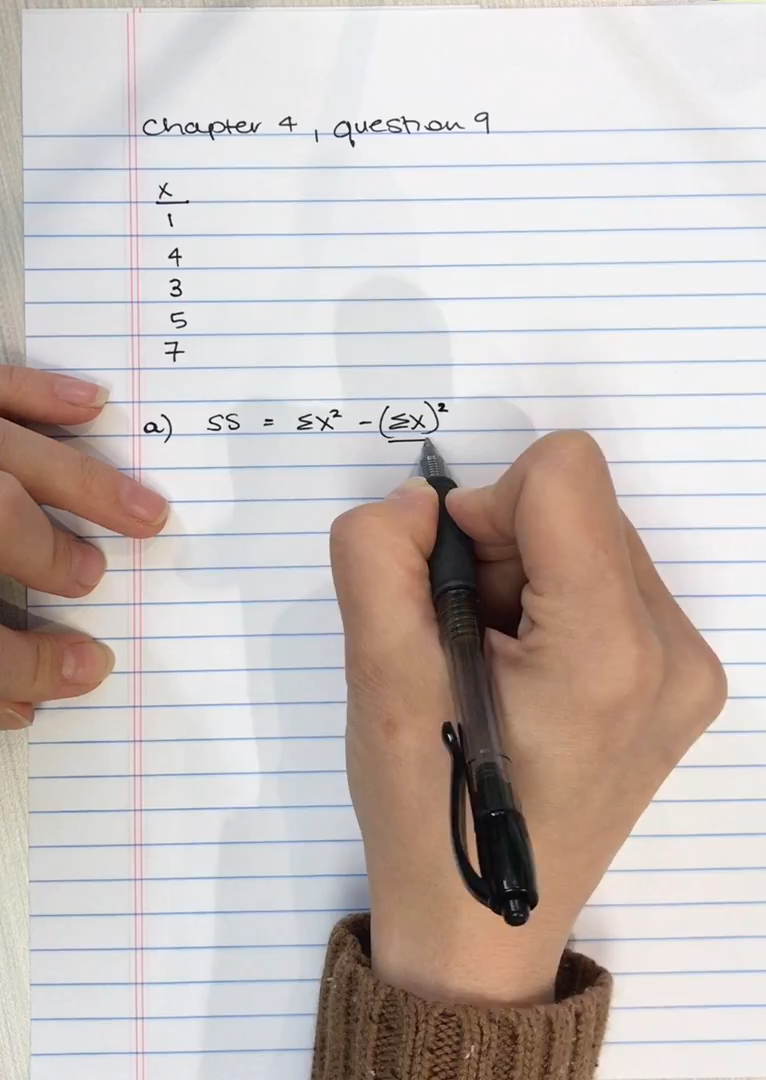 Chapter 4, question 9
X
1
4
3
5
7
a) SS = ΣX² - (ΣX)²